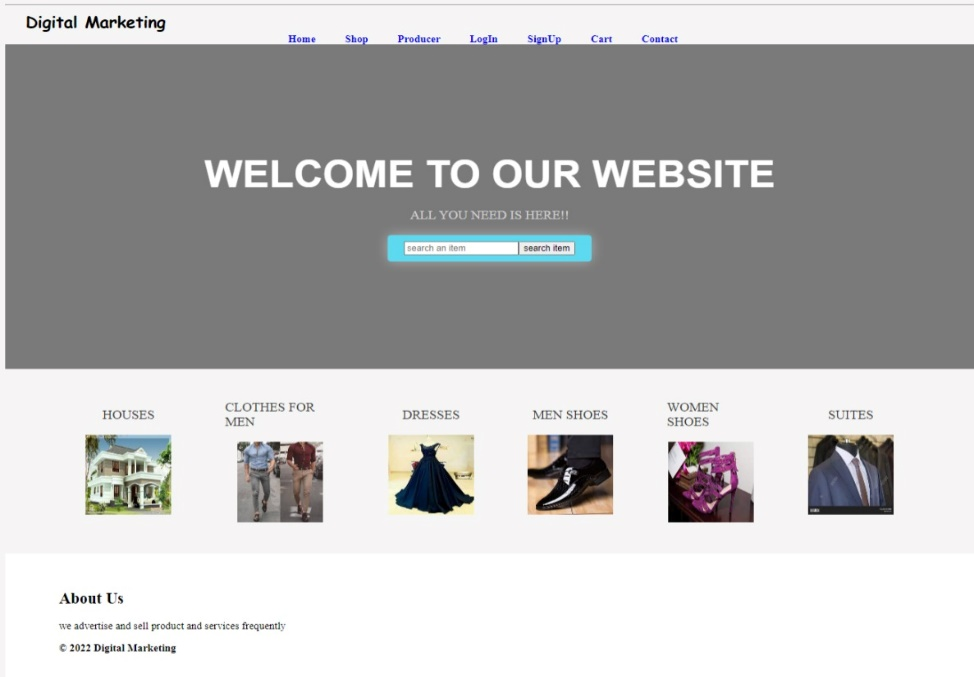 Digital Marketing
Home Shop Producer LogIn SignUp Cart Contact
WELCOME TO OUR WEBSITE
ALL YOU NEED IS HERE!!
search an item search item
HOUSES
CLOTHES FOR
MEN
DRESSES
MEN SHOES
WOMEN
SHOES
SUITES
About Us
we advertise and sell product and services frequently
© 2022 Digital Marketing